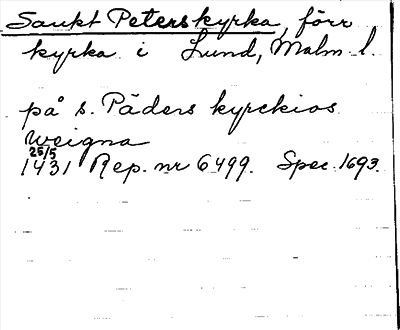 Sankt Peterskyrka, förr
kyrka i Lund, Malm. l.
på s. Päders kyrckios
weigna
25/5
1431 Rep. nr 6499. Spec. 1693.